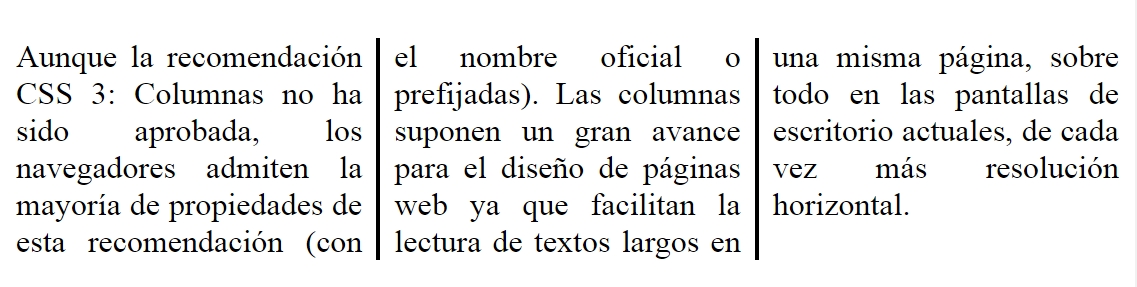 Aunque la recomendación
CSS 3: Columnas no ha
sido aprobada, los
navegadores admiten la
mayoría de propiedades de
esta recomendación (con
el nombre oficial o
prefijadas). Las columnas
suponen un gran avance
para el diseño de páginas
web ya que facilitan la
lectura de textos largos en
una misma página, sobre
todo en las pantallas de
escritorio actuales, de cada
vez más resolución
horizontal.